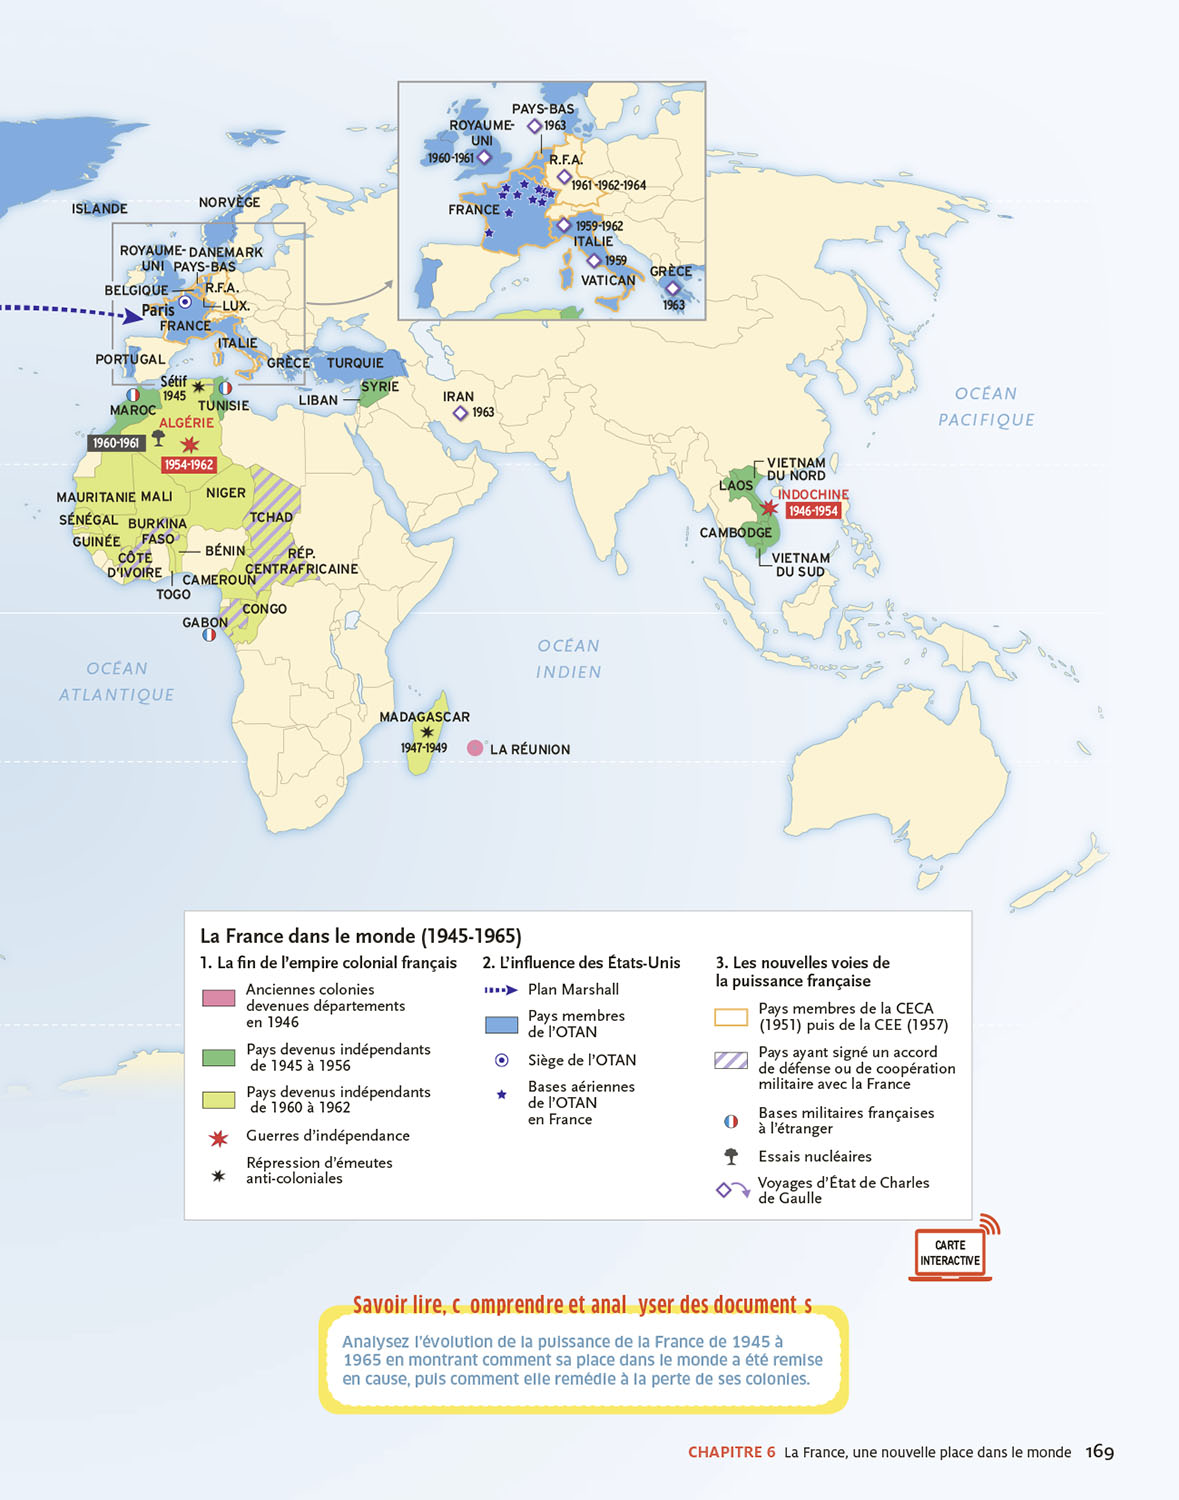 PAYS-BAS
1963
ROYAUME-
UNI
1960-1961
R.F.A.
1961-1962-1964
FRANCE
1959-1962
ITALIE
1959
VATICAN
GRÈCE
1963
ISLANDE
NORVÈGE
ROYAUME-
UNI
DANEMARK
PAYS-BAS
BELGIQUE
R.F.A.
LUX.
Paris
FRANCE
ITALIE
PORTUGAL
GRÈCE
TURQUIE
Sétif
1945
SYRIE
LIBAN
MAROC
TUNISIE
ALGÉRIE
1960-1961
1954-1962
IRAN
1963
OCÉAN
PACIFIQUE
VIETNAM
DU NORD
LAOS
INDOCHINE
1946-1954
CAMBODGE
VIETNAM
DU SUD
MAURITANIE
MALI
NIGER
TCHAD
SÉNÉGAL
BURKINA
FASO
GUINÉE
CÔTE
D'IVOIRE
BÉNIN
TOGO
CAMEROUN
RÉP.
CENTRAFRICAINE
CONGO
GABON
OCÉAN
ATLANTIQUE
OCÉAN
INDIEN
MADAGASCAR
1947-1949
LA RÉUNION
La France dans le monde (1945-1965)
1. La fin de l'empire colonial français
Anciennes colonies
devenues départements
en 1946
Pays devenus indépendants
de 1945 à 1956
Pays devenus indépendants
de 1960 à 1962
Guerres d'indépendance
Répression d'émeutes
anti-coloniales
2. L'influence des États-Unis
Plan Marshall
Pays membres
de l'OTAN
Siège de l'OTAN
Bases aériennes
de l'OTAN
en France
3. Les nouvelles voies de
la puissance française
Pays membres de la CECA
(1951) puis de la CEE (1957)
Pays ayant signé un accord
de défense ou de coopération
militaire avec la France
Bases militaires françaises
à l'étranger
Essais nucléaires
Voyages d'État de Charles
de Gaulle
CARTE
INTERACTIVE
Savoir lire, c omprendre et anal yser des document s
Analysez l'évolution de la puissance de la France de 1945 à
1965 en montrant comment sa place dans le monde a été remise
en cause, puis comment elle remédie à la perte de ses colonies.
CHAPITRE 6 La France, une nouvelle place dans le monde 169